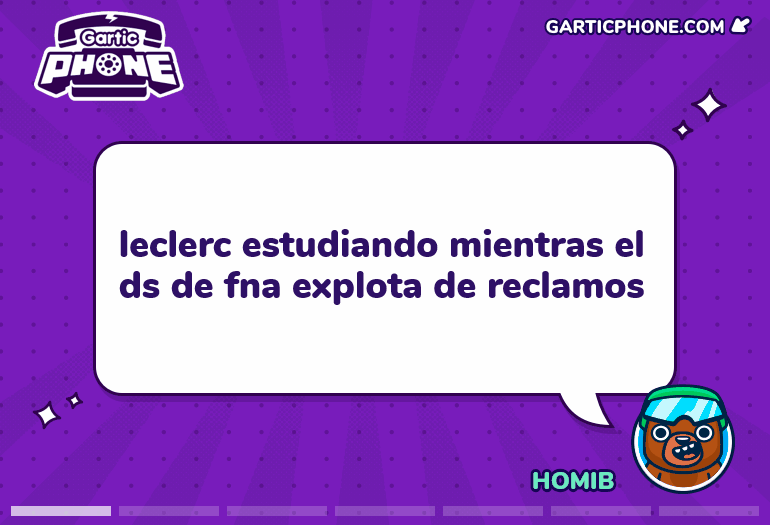 Gartic
PHONE
GARTICPHONE.COM
leclerc estudiando mientras el
ds de fna explota de reclamos
HOMIB